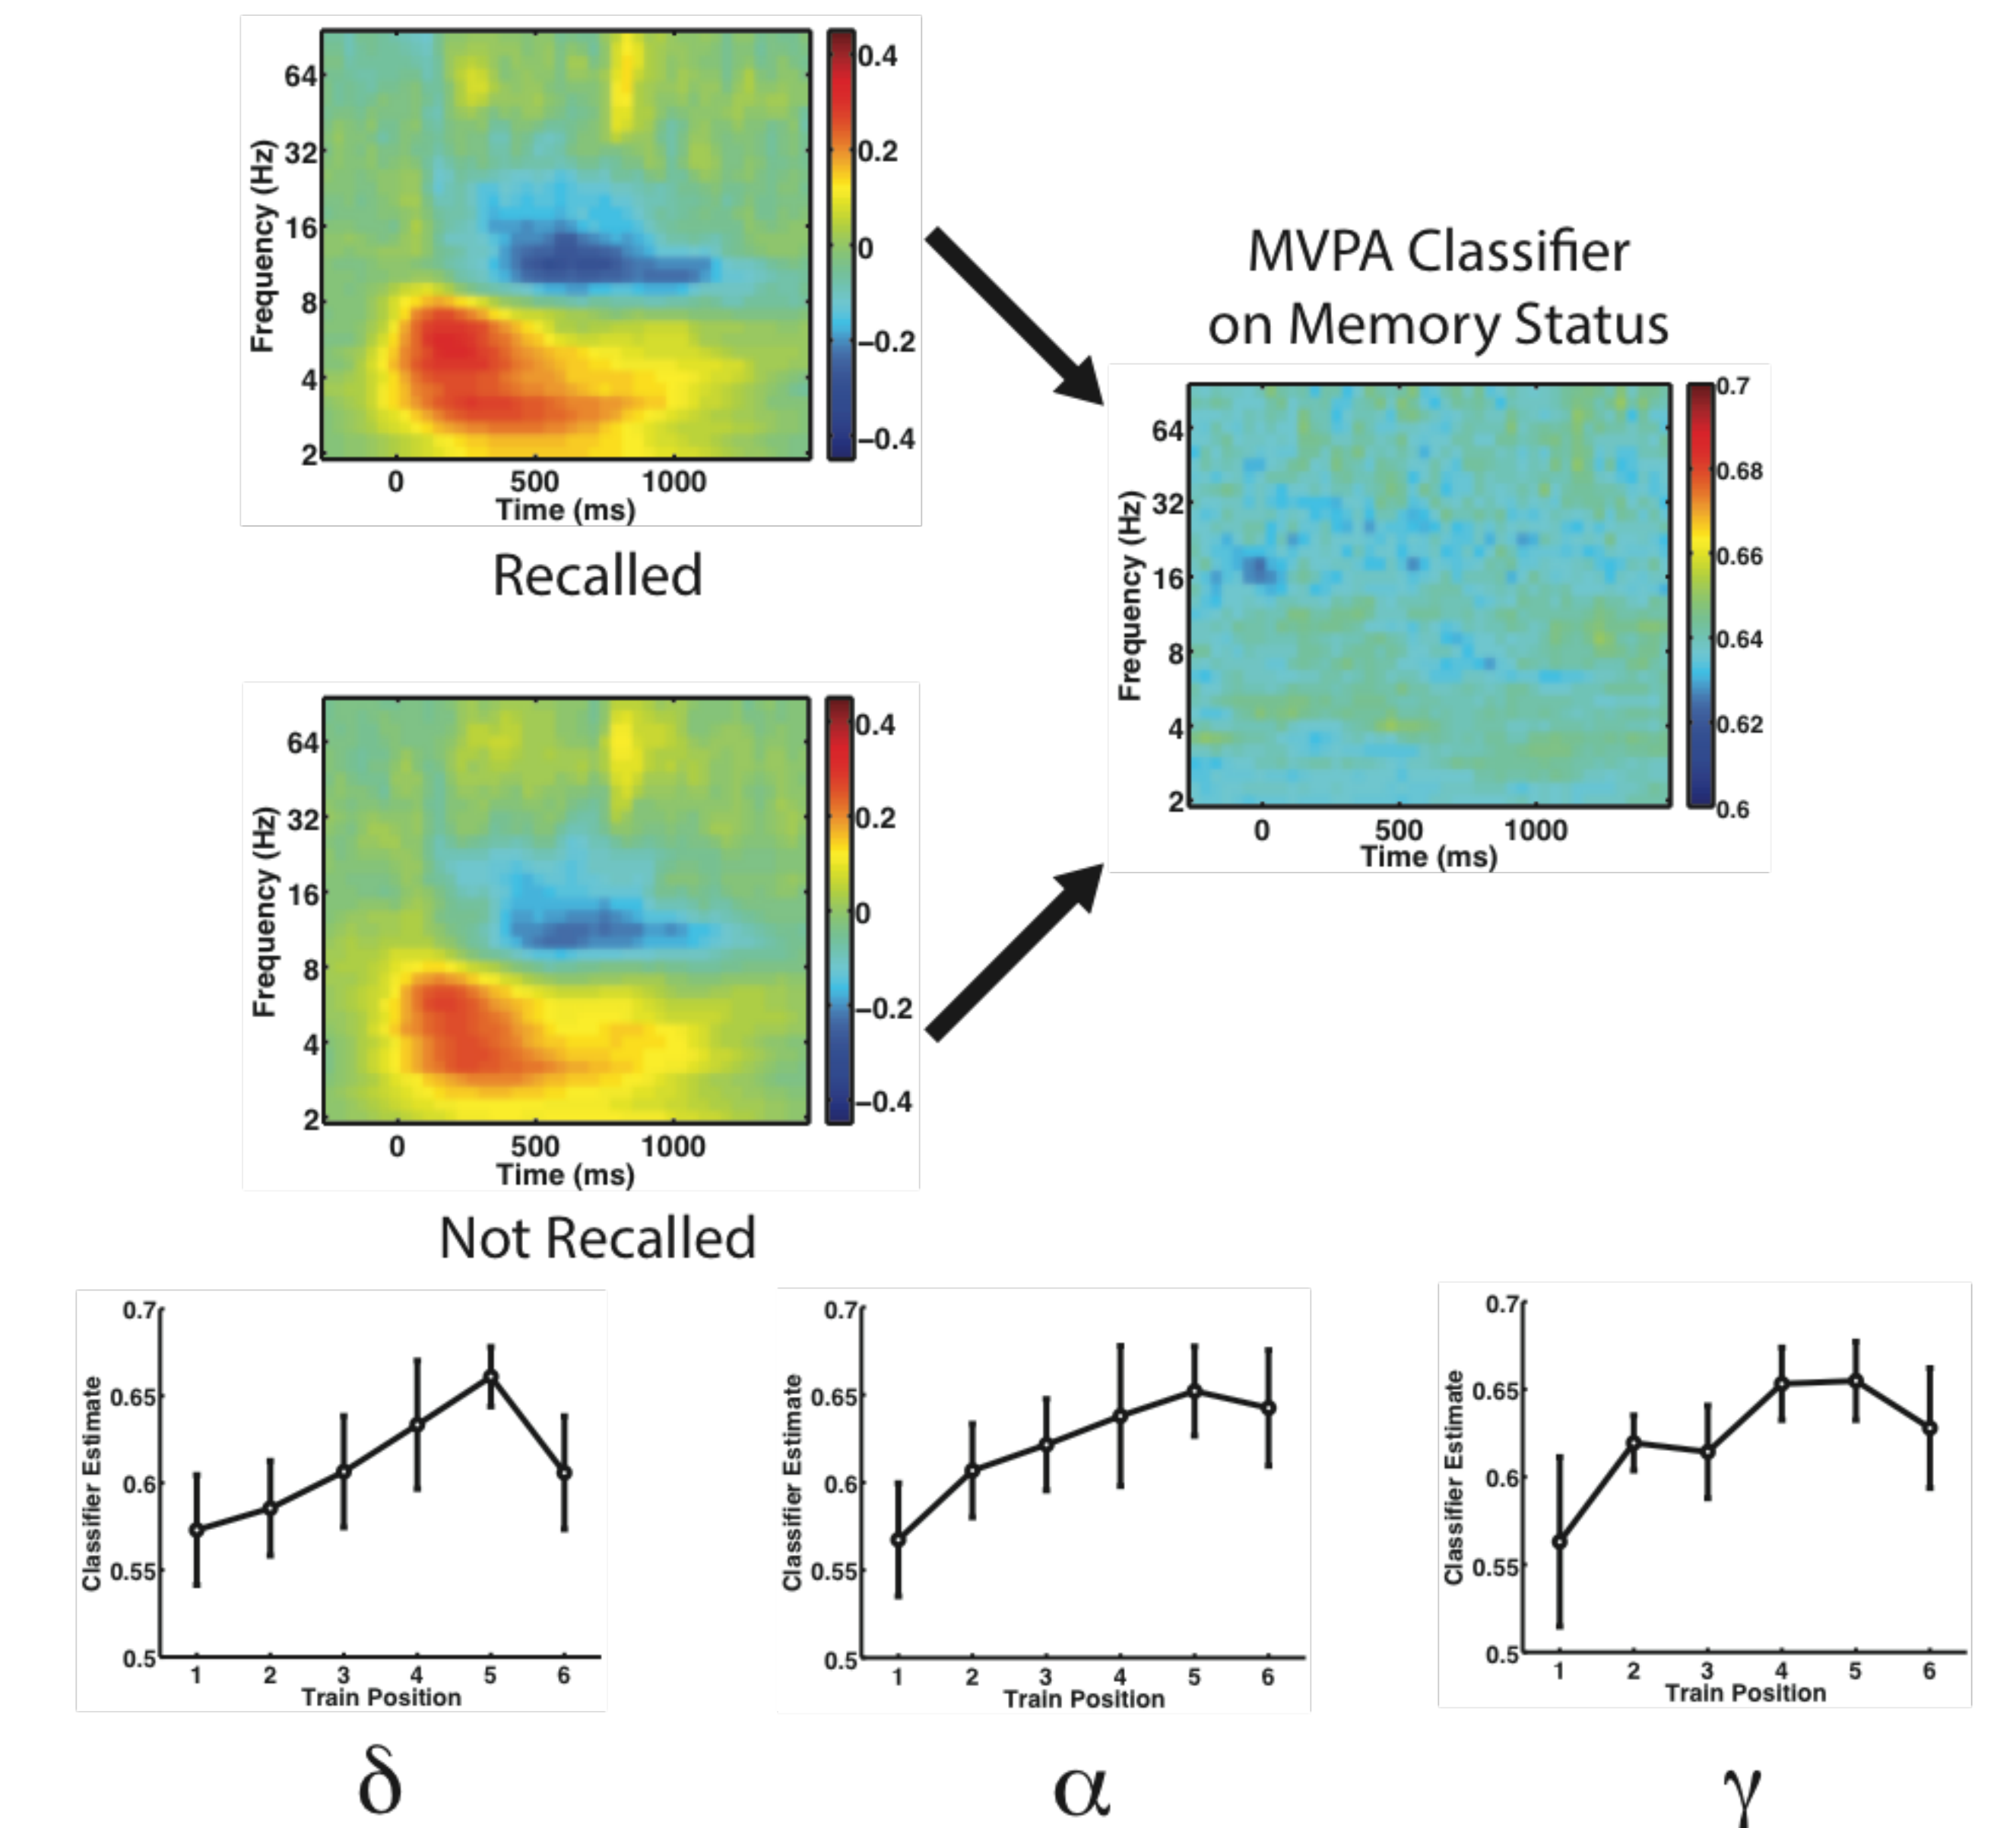 0.4
64
0.2
32
0
16
8
−0.2
4
−0.4
2
0 500 1000
Time (ms)
Frequency (Hz)
Recalled
MVPA Classifier
on Memory Status
0.7
64
0.68
32
0.66
16
0.64
8
0.62
4
2
0.6
0 500 1000
Time (ms)
Frequency (Hz)
0.4
64
0.2
32
0
16
8
−0.2
4
−0.4
2
0 500 1000
Time (ms)
Frequency (Hz)
Not Recalled
0.7
0.65
0.6
0.55
0.5
1 2 3 4 5 6
Train Position
Classifier Estimate
δ
0.7
0.65
0.6
0.55
0.5
1 2 3 4 5 6
Train Position
Classifier Estimate
α
0.7
0.65
0.6
0.55
0.5
1 2 3 4 5 6
Train Position
Classifier Estimate
γ